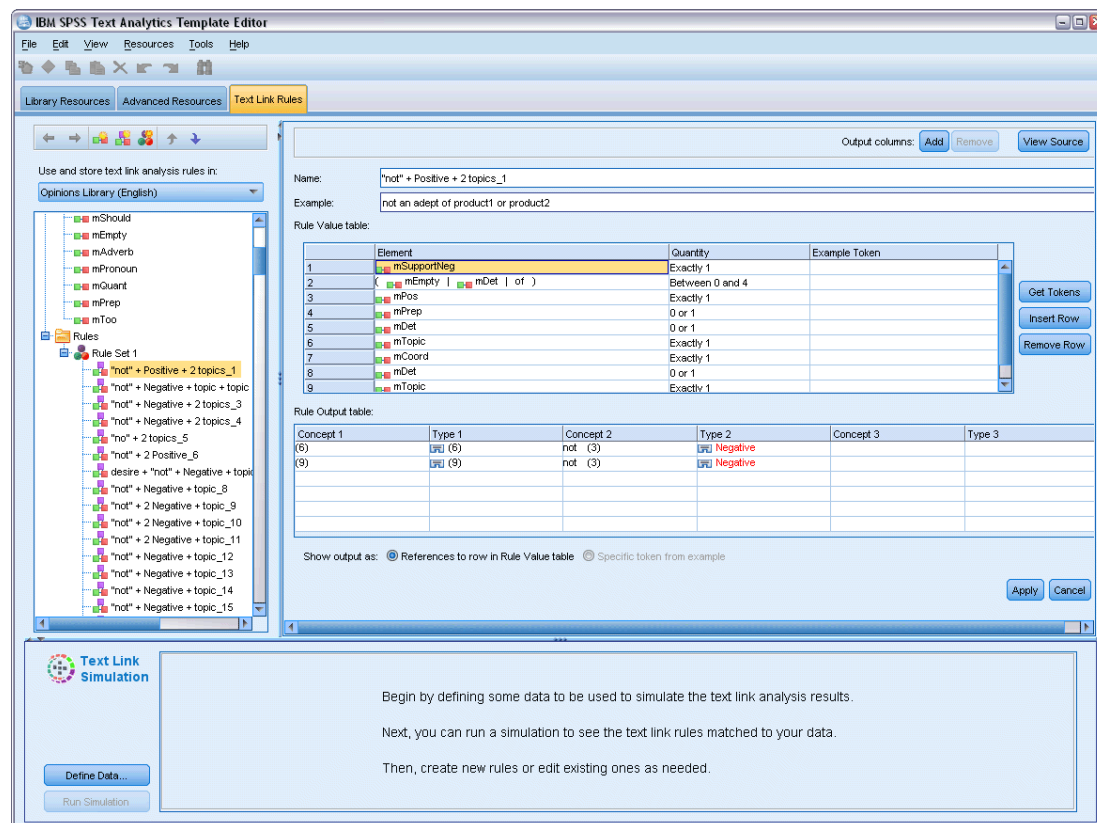 IBM SPSS Text Analytics Template Editor
File Edit View Resources Tools Help
Library Resources Advanced Resources Text Link Rules
Use and store text link analysis rules in:
Opinions Library (English)
mShould
mEmpty
mAdverb
mPronoun
mQuant
mPrep
mToo
Rules
Rule Set 1
"not" + Positive + 2 topics_1
"not" + Negative + topic + topic
"not" + Negative + 2 topics_3
"not" + Negative + 2 topics_4
"no" + 2 topics_5
"not" + 2 Positive_6
desire + "not" + Negative + topi
"not" + Negative + topic_8
"not" + 2 Negative + topic_9
"not" + 2 Negative + topic_10
"not" + 2 Negative + topic_11
"not" + Negative + topic_12
"not" + Negative + topic_13
"not" + Negative + topic_14
"not" + Negative + topic_15
Output columns: Add Remove View Source
Name: "not" + Positive + 2 topics_1
Example: not an adept of product1 or product2
Rule Value table:
Element Quantity Example Token
1 mSupportNeg Exactly 1
2 ( mEmpty | mDet | of ) Between 0 and 4
3 mPos Exactly 1
4 mPrep 0 or 1
5 mDet 0 or 1
6 mTopic Exactly 1
7 mCoord Exactly 1
8 mDet 0 or 1
9 mTopic Exactly 1
Get Tokens
Insert Row
Remove Row
Rule Output table:
Concept 1 Type 1 Concept 2 Type 2 Concept 3 Type 3
(6) (6) not (3) Negative
(9) (9) not (3) Negative
Show output as: References to row in Rule Value table Specific token from example
Apply Cancel
Text Link
Simulation
Define Data...
Run Simulation
Begin by defining some data to be used to simulate the text link analysis results.
Next, you can run a simulation to see the text link rules matched to your data.
Then, create new rules or edit existing ones as needed.